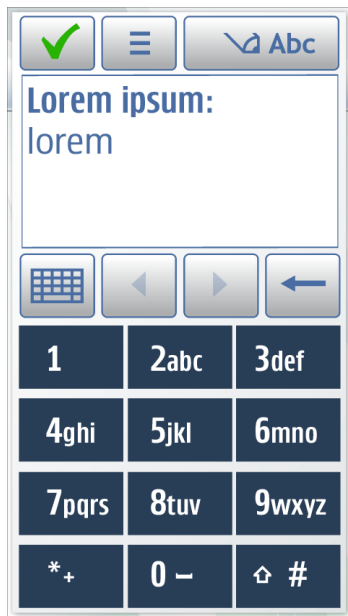 Abc
Lorem ipsum:
lorem
1 2abc 3def
4ghi 5jkl 6mno
7pqrs 8tuv 9wxyz
*+ 0 #